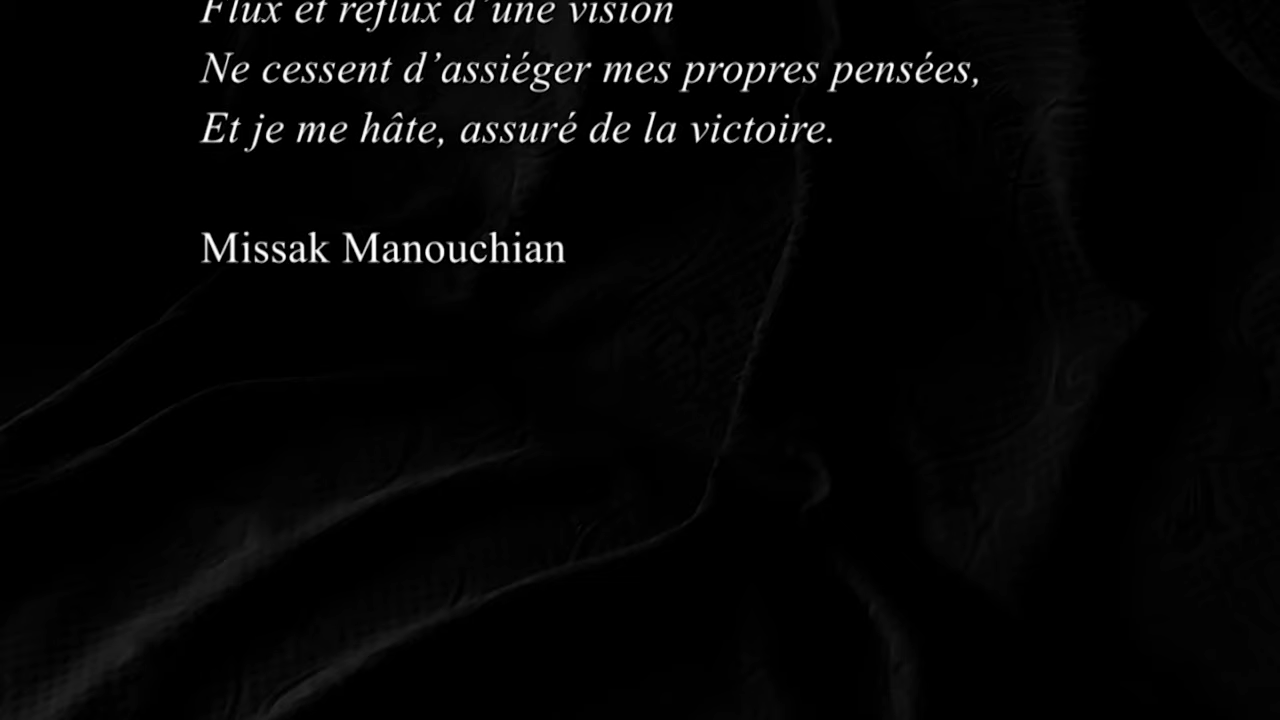 Flux et reflux d’une vision
Ne cessent d’assiéger mes propres pensées,
Et je me hâte, assuré de la victoire.
Missak Manouchian